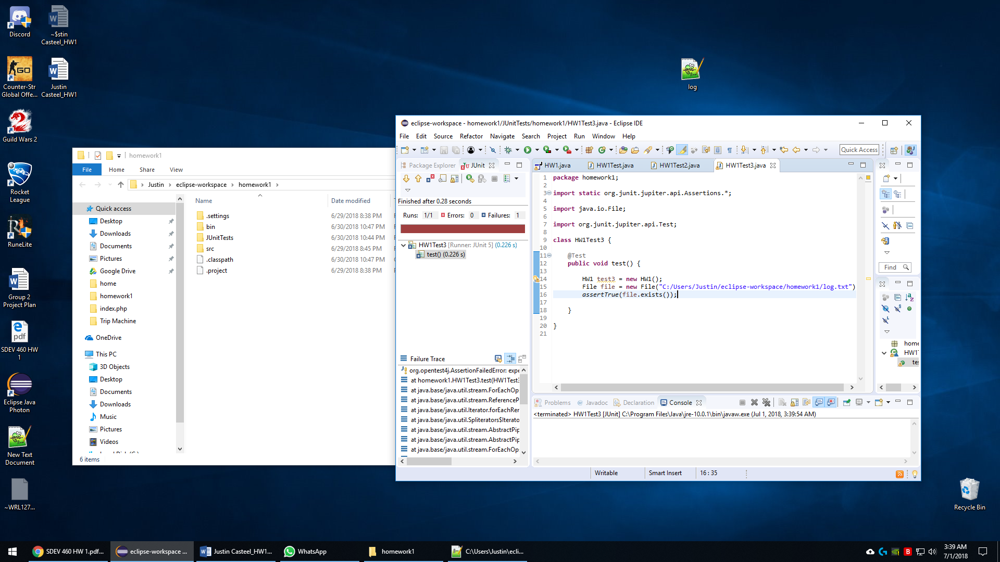 Discord
~$stin
Casteel_HW1
Counter-Str
Global Offe...
Justin
Casteel_HW1
Guild Wars 2
Rocket
League
RuneLite
Group 2
Project Plan
pdf
SDEV 460 HW
1
Eclipse Java
Photon
New Text
Document
~WRL127...
log
Recycle Bin
homework1
File
Home
Share
View
Justin
eclipse-workspace
homework1
Quick access
Desktop
Downloads
Documents
Pictures
Google Drive
home
homework1
index.php
Trip Machine
OneDrive
This PC
3D Objects
Desktop
Documents
Downloads
Music
Pictures
Videos
Name
Date modified
.settings 6/29/2018 8:38 PM
bin 6/30/2018 10:47 PM
JUnitTests 6/30/2018 10:44 PM
src 6/29/2018 8:45 PM
.classpath 6/30/2018 10:47 PM
.project 6/29/2018 8:38 PM
6 items
eclipse-workspace - homework1/JUnitTests/homework1/HW1Test3.java - Eclipse IDE
File Edit Source Refactor Navigate Search Project Run Window Help
Quick Access
Package Explorer
JUnit
Finished after 0.28 seconds
Runs: 1/1 Errors: 0 Failures: 1
HW1Test3 [Runner: JUnit 5] (0.226 s)
test() (0.226 s)
Failure Trace
org.opentest4j.AssertionFailedError: expe
at homework1.HW1Test3.test(HW1Test3
at java.base/java.util.stream.ForEachOp
at java.base/java.util.stream.ReferenceP
at java.base/java.util.Iterator.forEachRer
at java.base/java.util.Spliterators$Iterato
at java.base/java.util.stream.AbstractPip
at java.base/java.util.stream.AbstractPip
at java.base/java.util.stream.ForEachOp
HW1.java
HW1Test.java
HW1Test2.java
HW1Test3.java
1 package homework1;
2
3 import static org.junit.jupiter.api.Assertions.*;
4
5 import java.io.File;
6
7 import org.junit.jupiter.api.Test;
8
9 class HW1Test3 {
10
11 @Test
12 public void test() {
13
14 HW1 test3 = new HW1();
15 File file = new File("C:/Users/Justin/eclipse-workspace/homework1/log.txt")
16 assertTrue(file.exists());
17
18 }
19
20 }
21
Find
home
HW1
tes
Problems
Javadoc
Declaration
Console
<terminated> HW1Test3 [JUnit] C:\Program Files\Java\jre-10.0.1\bin\javaw.exe (Jul 1, 2018, 3:39:54 AM)
Writable
Smart Insert
16 : 35
SDEV 460 HW 1.pdf...
eclipse-workspace ...
Justin Casteel_HW1...
WhatsApp
homework1
C:\Users\Justin\ecli...
3:39 AM
7/1/2018